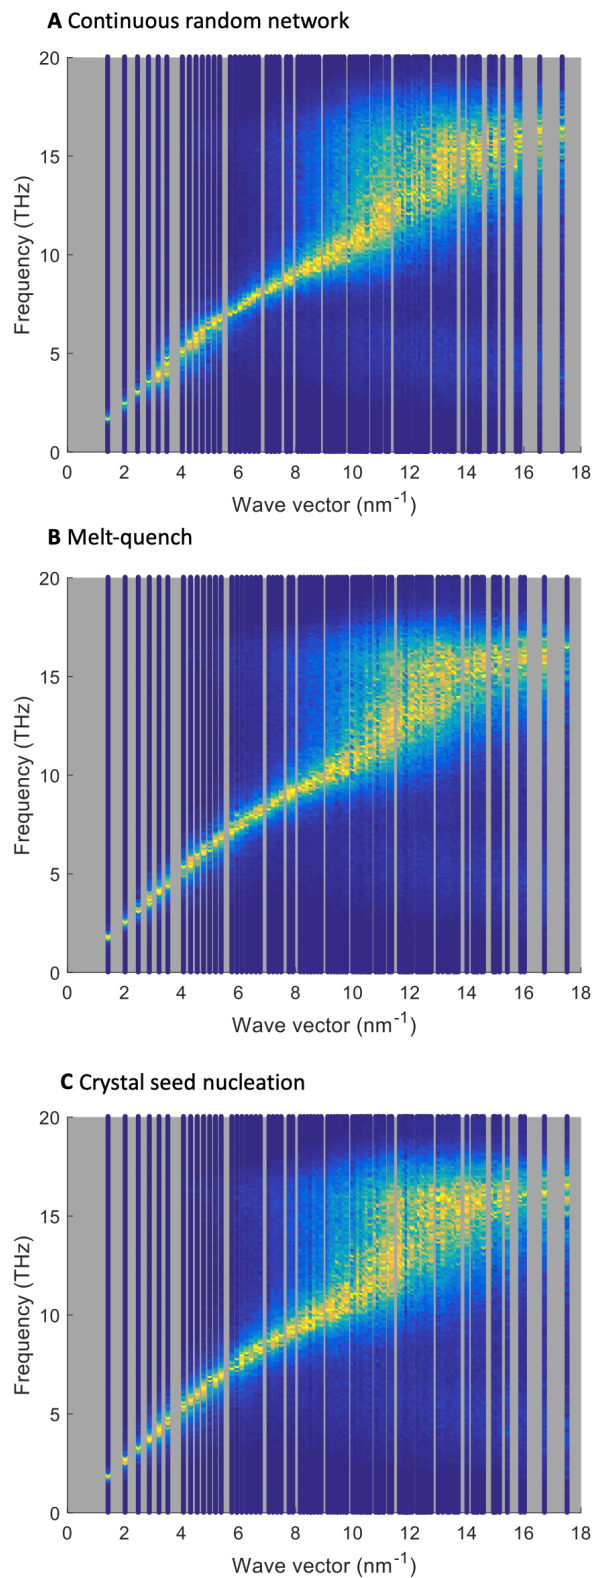 A Continuous random network
20
15
10
5
0
Frequency (THz)
0 2 4 6 8 10 12 14 16 18
Wave vector (nm⁻¹)
B Melt-quench
20
15
10
5
0
Frequency (THz)
0 2 4 6 8 10 12 14 16 18
Wave vector (nm⁻¹)
C Crystal seed nucleation
20
15
10
5
0
Frequency (THz)
0 2 4 6 8 10 12 14 16 18
Wave vector (nm⁻¹)